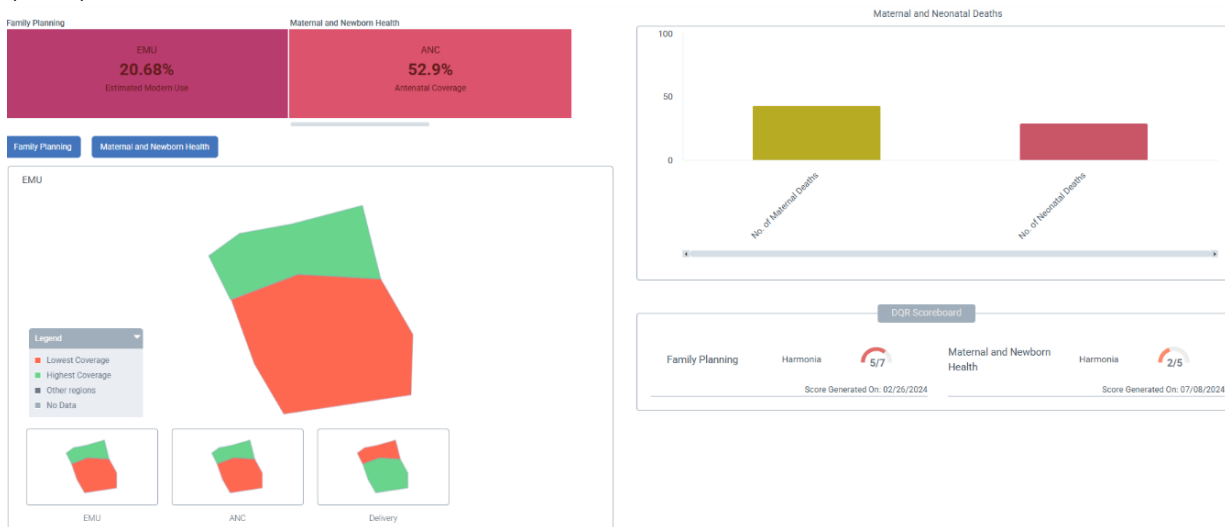 Family Planning
EMU
20.68%
Estimated Modern Use
Maternal and Newborn Health
ANC
52.9%
Antenatal Coverage
Family Planning
Maternal and Newborn Health
EMU
Legend
Lowest Coverage
Highest Coverage
Other regions
No Data
EMU
ANC
Delivery
Maternal and Neonatal Deaths
100
50
0
No. of Maternal Deaths
No. of Neonatal Deaths
DQR Scoreboard
Family Planning
Harmonia
5/7
Score Generated On: 02/26/2024
Maternal and Newborn
Health
Harmonia
2/5
Score Generated On: 07/08/2024